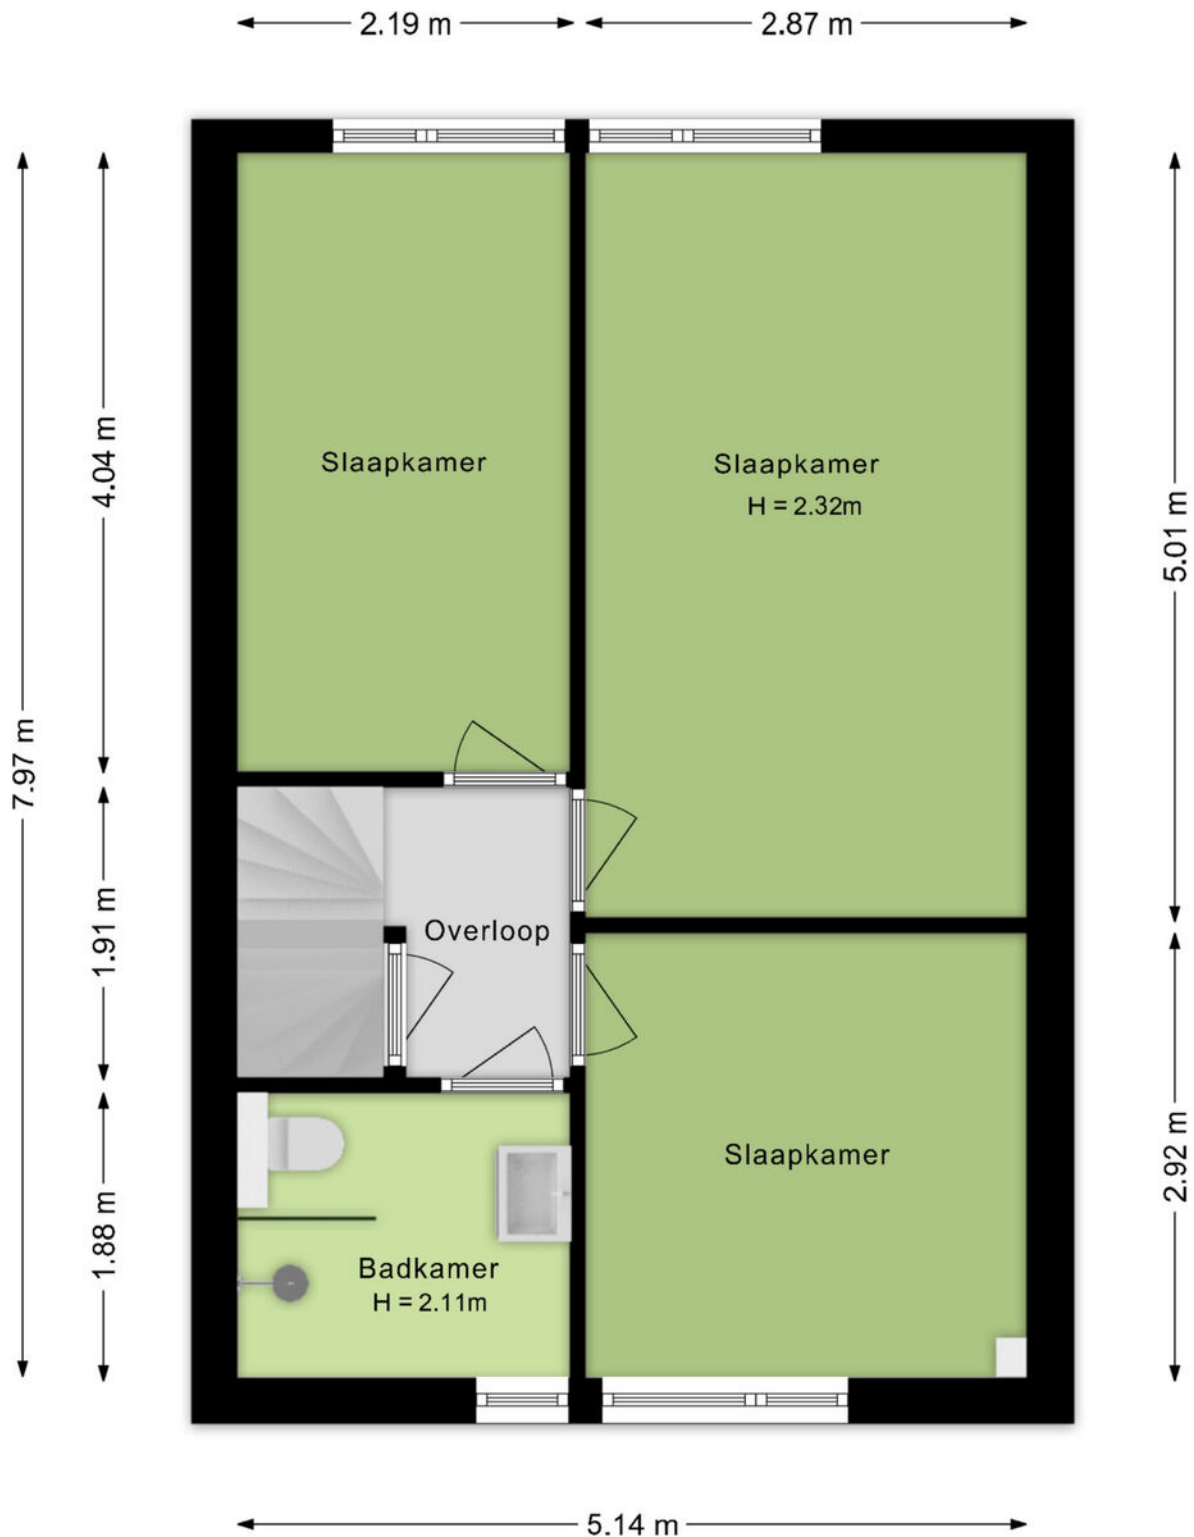 2.19 m
2.87 m
4.04 m
Slaapkamer
Slaapkamer
H = 2.32m
5.01 m
7.97 m
1.91 m
Overloop
Slaapkamer
2.92 m
1.88 m
Badkamer
H = 2.11m
5.14 m